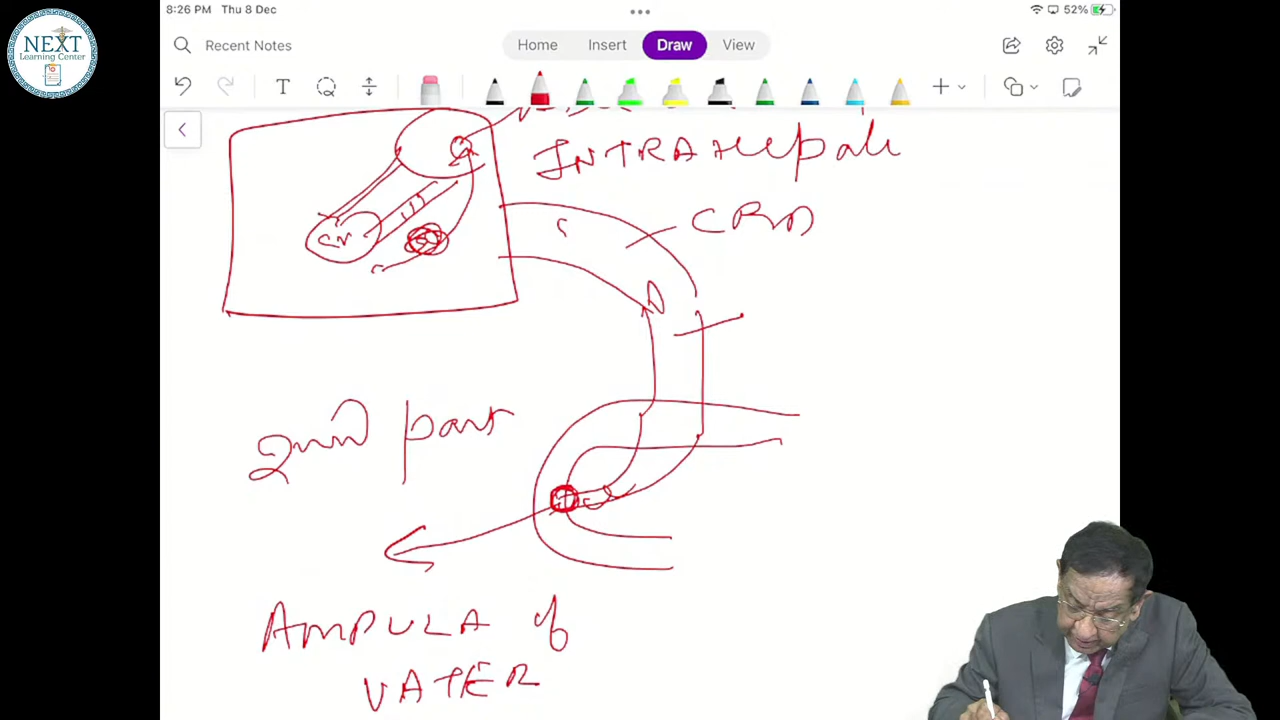 8:26 PM Thu 8 Dec
52%
NEXT
Learning Center
Recent Notes
Home
Insert
Draw
View
T
INTRAHepatic
CBD
2nd part
AMPULA of
VATER